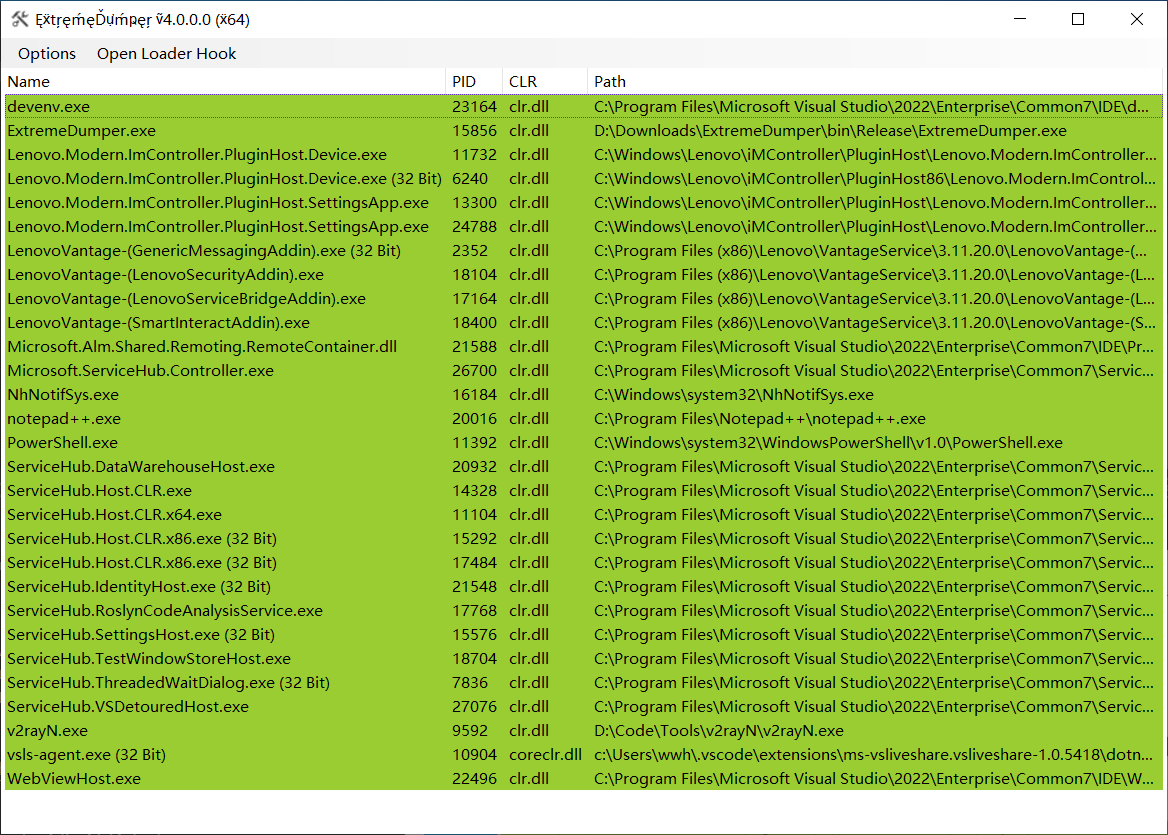 ĘẍtŗęḿęĎựḿpęŗ ṽ4.0.0.0 (ẍ64)
Options Open Loader Hook
Name PID CLR Path
devenv.exe 23164 clr.dll C:\Program Files\Microsoft Visual Studio\2022\Enterprise\Common7\IDE\d...
ExtremeDumper.exe 15856 clr.dll D:\Downloads\ExtremeDumper\bin\Release\ExtremeDumper.exe
Lenovo.Modern.ImController.PluginHost.Device.exe 11732 clr.dll C:\Windows\Lenovo\iMController\PluginHost\Lenovo.Modern.ImController...
Lenovo.Modern.ImController.PluginHost.Device.exe (32 Bit) 6240 clr.dll C:\Windows\Lenovo\iMController\PluginHost86\Lenovo.Modern.ImControl...
Lenovo.Modern.ImController.PluginHost.SettingsApp.exe 13300 clr.dll C:\Windows\Lenovo\iMController\PluginHost\Lenovo.Modern.ImController...
Lenovo.Modern.ImController.PluginHost.SettingsApp.exe 24788 clr.dll C:\Windows\Lenovo\iMController\PluginHost\Lenovo.Modern.ImController...
LenovoVantage-(GenericMessagingAddin).exe (32 Bit) 2352 clr.dll C:\Program Files (x86)\Lenovo\VantageService\3.11.20.0\LenovoVantage-(...
LenovoVantage-(LenovoSecurityAddin).exe 18104 clr.dll C:\Program Files (x86)\Lenovo\VantageService\3.11.20.0\LenovoVantage-(L...
LenovoVantage-(LenovoServiceBridgeAddin).exe 17164 clr.dll C:\Program Files (x86)\Lenovo\VantageService\3.11.20.0\LenovoVantage-(L...
LenovoVantage-(SmartInteractAddin).exe 18400 clr.dll C:\Program Files (x86)\Lenovo\VantageService\3.11.20.0\LenovoVantage-(S...
Microsoft.Alm.Shared.Remoting.RemoteContainer.dll 21588 clr.dll C:\Program Files\Microsoft Visual Studio\2022\Enterprise\Common7\IDE\Pr...
Microsoft.ServiceHub.Controller.exe 26700 clr.dll C:\Program Files\Microsoft Visual Studio\2022\Enterprise\Common7\Servic...
NhNotifSys.exe 16184 clr.dll C:\Windows\system32\NhNotifSys.exe
notepad++.exe 20016 clr.dll C:\Program Files\Notepad++\notepad++.exe
PowerShell.exe 11392 clr.dll C:\Windows\system32\WindowsPowerShell\v1.0\PowerShell.exe
ServiceHub.DataWarehouseHost.exe 20932 clr.dll C:\Program Files\Microsoft Visual Studio\2022\Enterprise\Common7\Servic...
ServiceHub.Host.CLR.exe 14328 clr.dll C:\Program Files\Microsoft Visual Studio\2022\Enterprise\Common7\Servic...
ServiceHub.Host.CLR.x64.exe 11104 clr.dll C:\Program Files\Microsoft Visual Studio\2022\Enterprise\Common7\Servic...
ServiceHub.Host.CLR.x86.exe (32 Bit) 15292 clr.dll C:\Program Files\Microsoft Visual Studio\2022\Enterprise\Common7\Servic...
ServiceHub.Host.CLR.x86.exe (32 Bit) 17484 clr.dll C:\Program Files\Microsoft Visual Studio\2022\Enterprise\Common7\Servic...
ServiceHub.IdentityHost.exe (32 Bit) 21548 clr.dll C:\Program Files\Microsoft Visual Studio\2022\Enterprise\Common7\Servic...
ServiceHub.RoslynCodeAnalysisService.exe 17768 clr.dll C:\Program Files\Microsoft Visual Studio\2022\Enterprise\Common7\Servic...
ServiceHub.SettingsHost.exe (32 Bit) 15576 clr.dll C:\Program Files\Microsoft Visual Studio\2022\Enterprise\Common7\Servic...
ServiceHub.TestWindowStoreHost.exe 18704 clr.dll C:\Program Files\Microsoft Visual Studio\2022\Enterprise\Common7\Servic...
ServiceHub.ThreadedWaitDialog.exe (32 Bit) 7836 clr.dll C:\Program Files\Microsoft Visual Studio\2022\Enterprise\Common7\Servic...
ServiceHub.VSDetouredHost.exe 27076 clr.dll C:\Program Files\Microsoft Visual Studio\2022\Enterprise\Common7\Servic...
v2rayN.exe 9592 clr.dll D:\Code\Tools\v2rayN\v2rayN.exe
vsls-agent.exe (32 Bit) 10904 coreclr.dll c:\Users\wwh\.vscode\extensions\ms-vsliveshare.vsliveshare-1.0.5418\dotn...
WebViewHost.exe 22496 clr.dll C:\Program Files\Microsoft Visual Studio\2022\Enterprise\Common7\IDE\W...